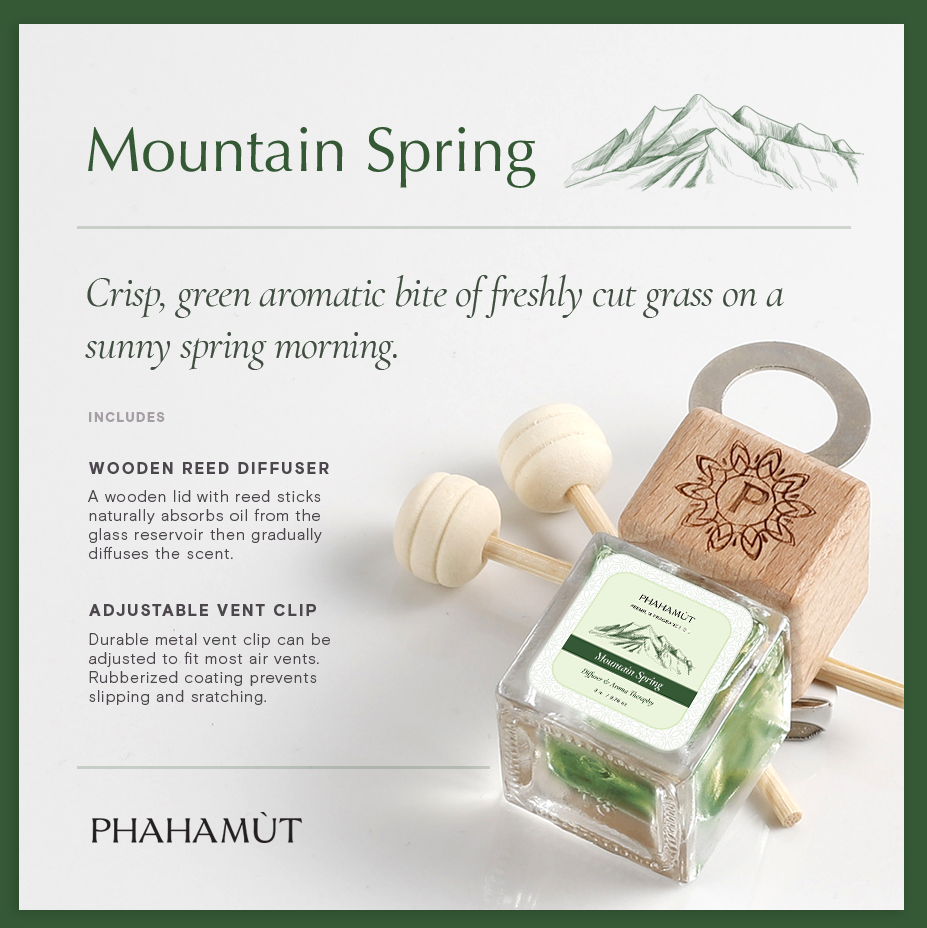 Mountain Spring
Crisp, green aromatic bite of freshly cut grass on a
sunny spring morning.
INCLUDES
WOODEN REED DIFFUSER
A wooden lid with reed sticks
naturally absorbs oil from the
glass reservoir then gradually
diffuses the scent.
ADJUSTABLE VENT CLIP
Durable metal vent clip can be
adjusted to fit most air vents.
Rubberized coating prevents
slipping and sratching.
P
PHAHAMÙT
Mountain Spring
Diffuser & Aroma Theraphy
PHAHAMÙT